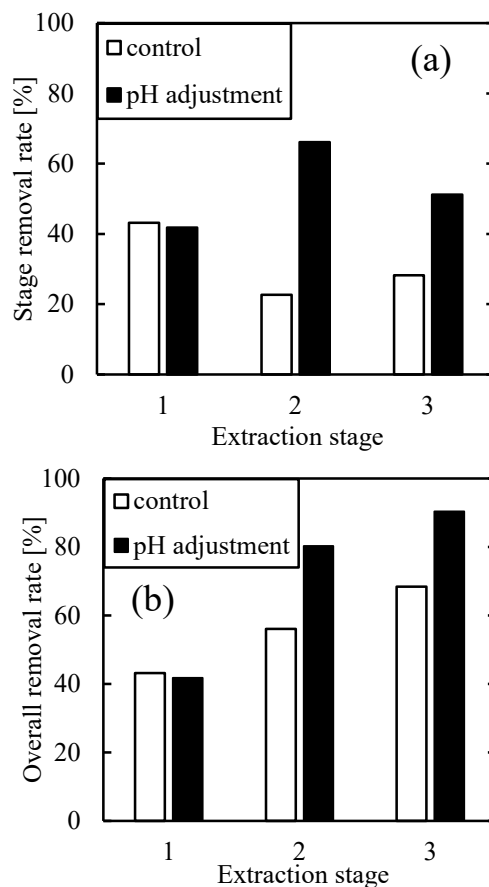 100
80
60
40
20
0
Stage removal rate [%]
control
pH adjustment
(a)
1 2 3
Extraction stage
100
80
60
40
20
0
Overall removal rate [%]
control
pH adjustment
(b)
1 2 3
Extraction stage